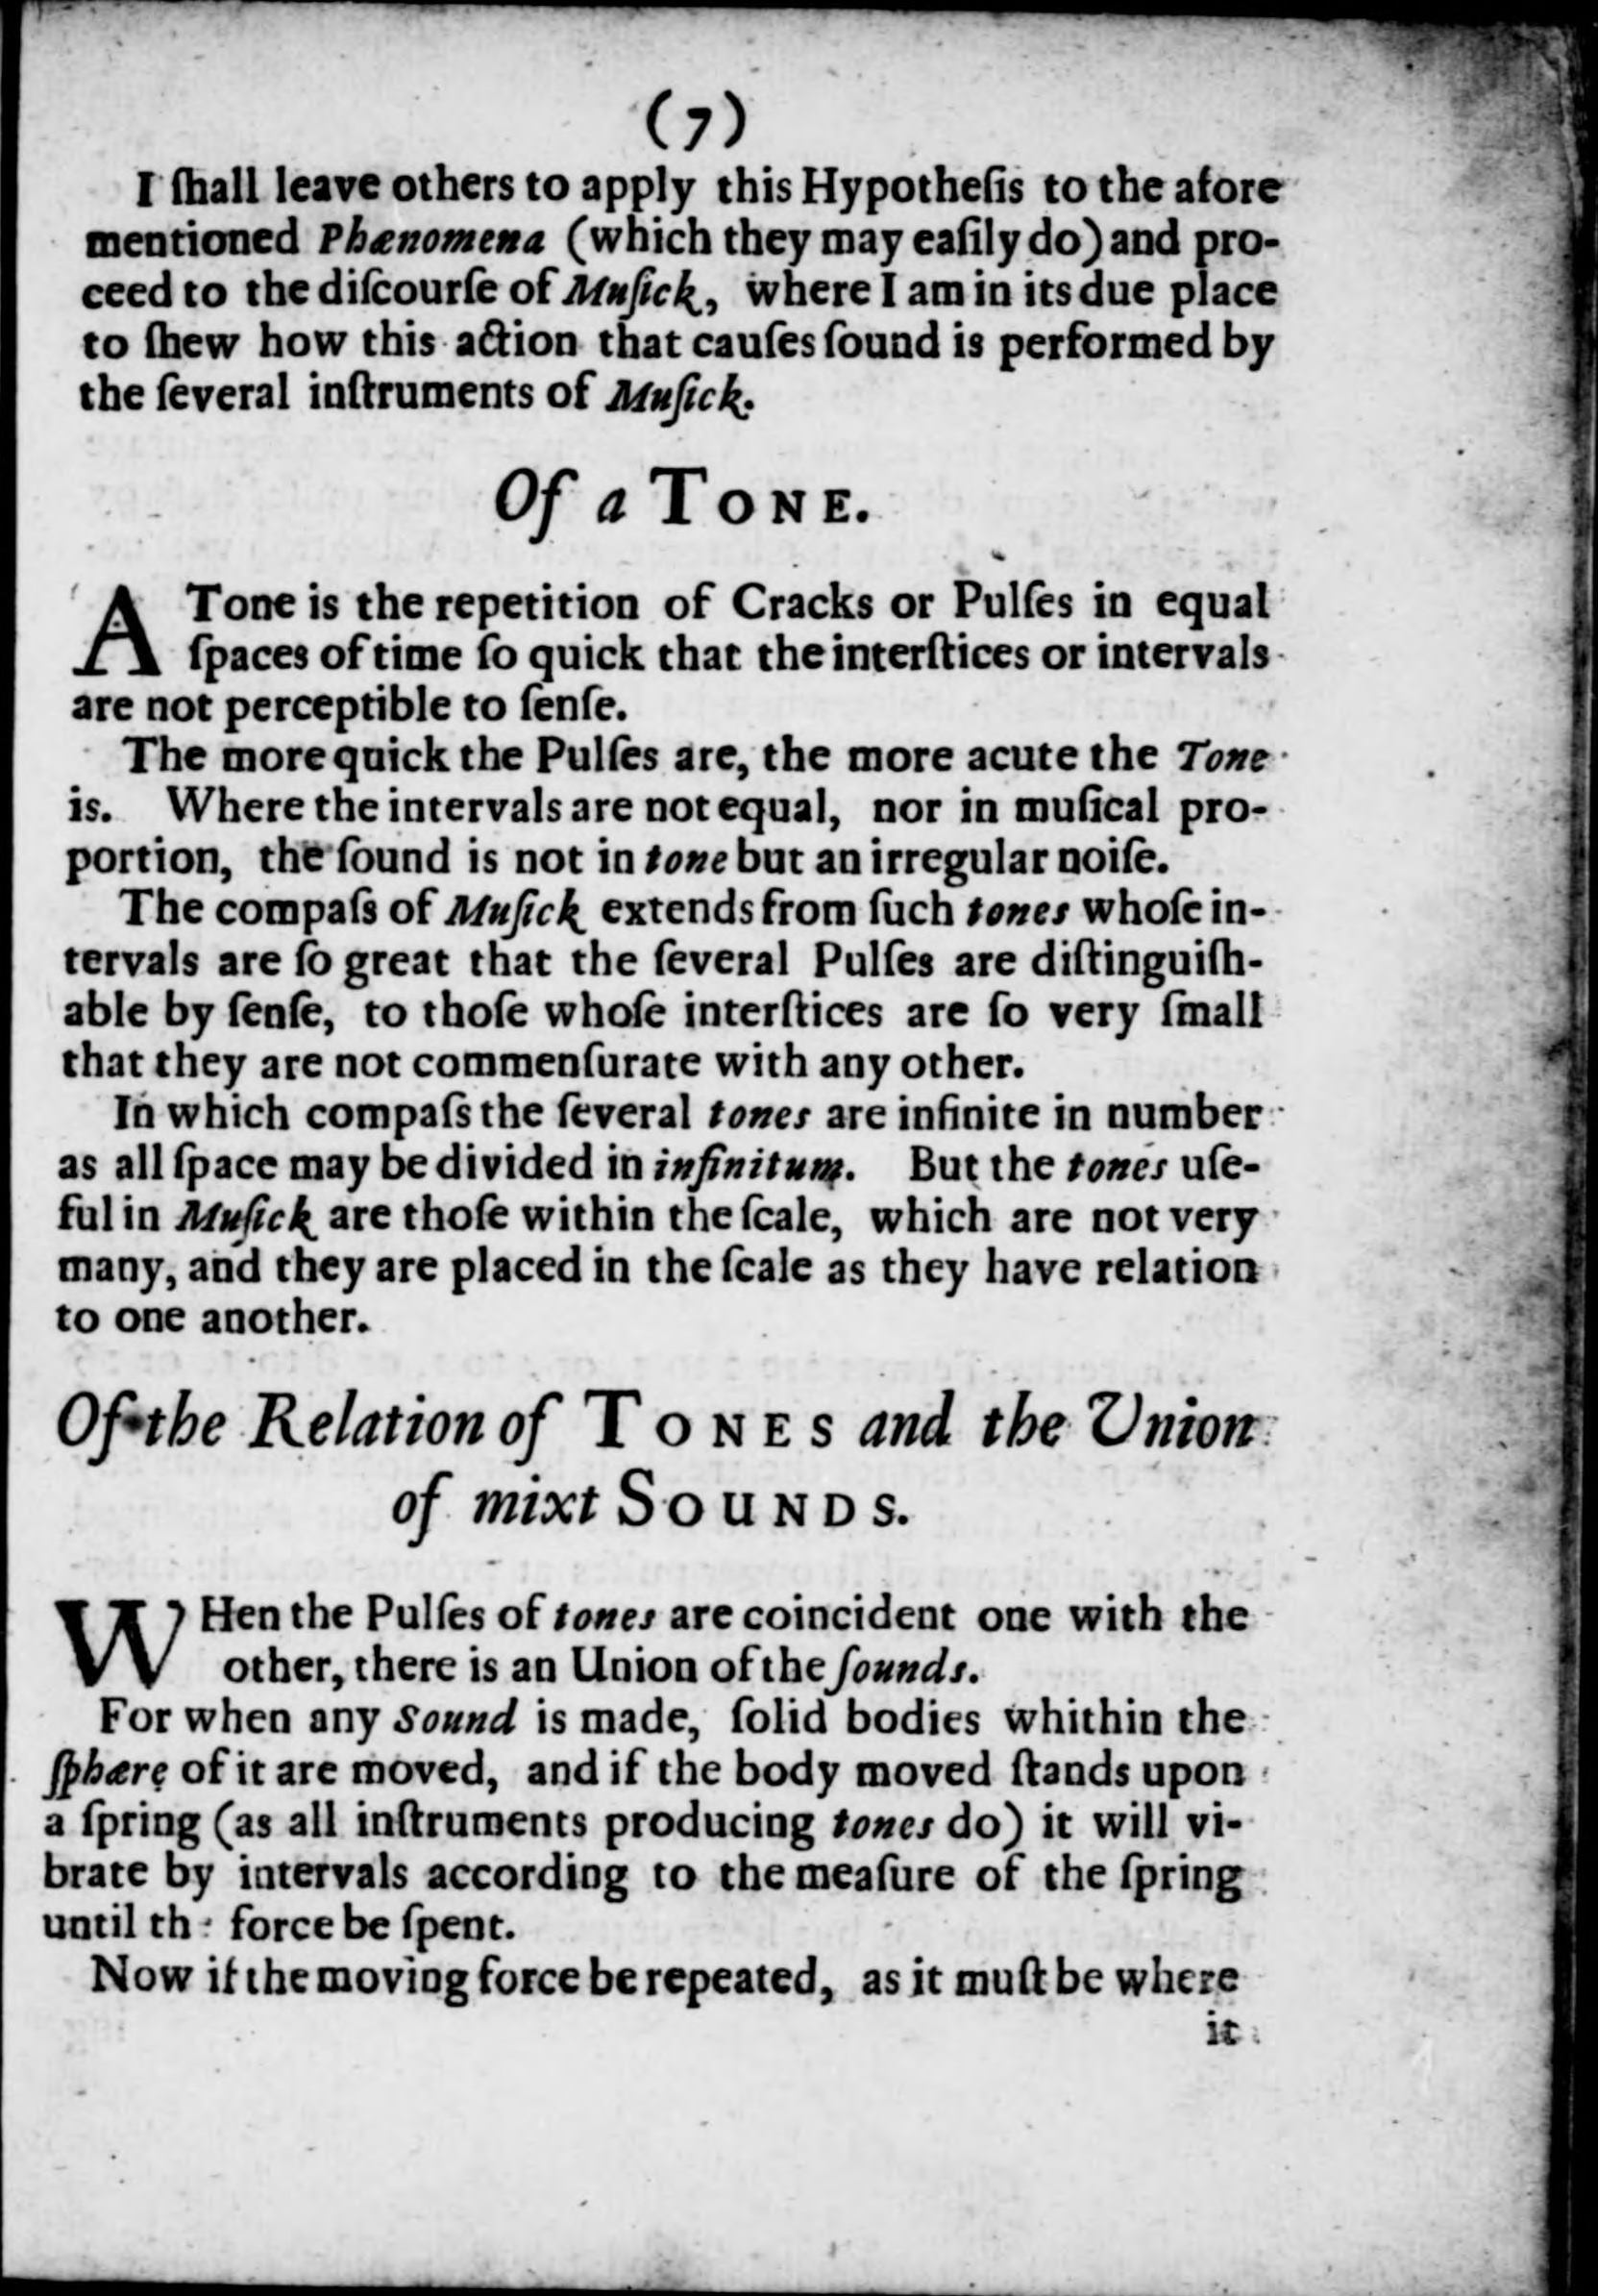 (7)
I ſhall leave others to apply this Hypotheſis to the afore
mentioned Phænomena (which they may eaſily do) and pro-
ceed to the diſcourſe of Muſick, where I am in its due place
to ſhew how this action that cauſes ſound is performed by
the ſeveral inſtruments of Muſick.
Of a TONE.
A Tone is the repetition of Cracks or Pulſes in equal
ſpaces of time ſo quick that the interſtices or intervals
are not perceptible to ſenſe.
The more quick the Pulſes are, the more acute the Tone
is. Where the intervals are not equal, nor in muſical pro-
portion, the ſound is not in tone but an irregular noiſe.
The compaſs of Muſick extends from ſuch tones whoſe in-
tervals are ſo great that the ſeveral Pulſes are diſtinguiſh-
able by ſenſe, to thoſe whoſe interſtices are ſo very ſmall
that they are not commenſurate with any other.
In which compaſs the ſeveral tones are infinite in number
as all ſpace may be divided in infinitum. But the tones uſe-
ful in Muſick are thoſe within the ſcale, which are not very
many, and they are placed in the ſcale as they have relation
to one another.
Of the Relation of TONES and the Union
of mixt SOUNDS.
WHen the Pulſes of tones are coincident one with the
other, there is an Union of the ſounds.
For when any Sound is made, ſolid bodies whithin the
ſphære of it are moved, and if the body moved ſtands upon
a ſpring (as all inſtruments producing tones do) it will vi-
brate by intervals according to the meaſure of the ſpring
until th: force be ſpent.
Now if the moving force be repeated, as it muſt be where
it